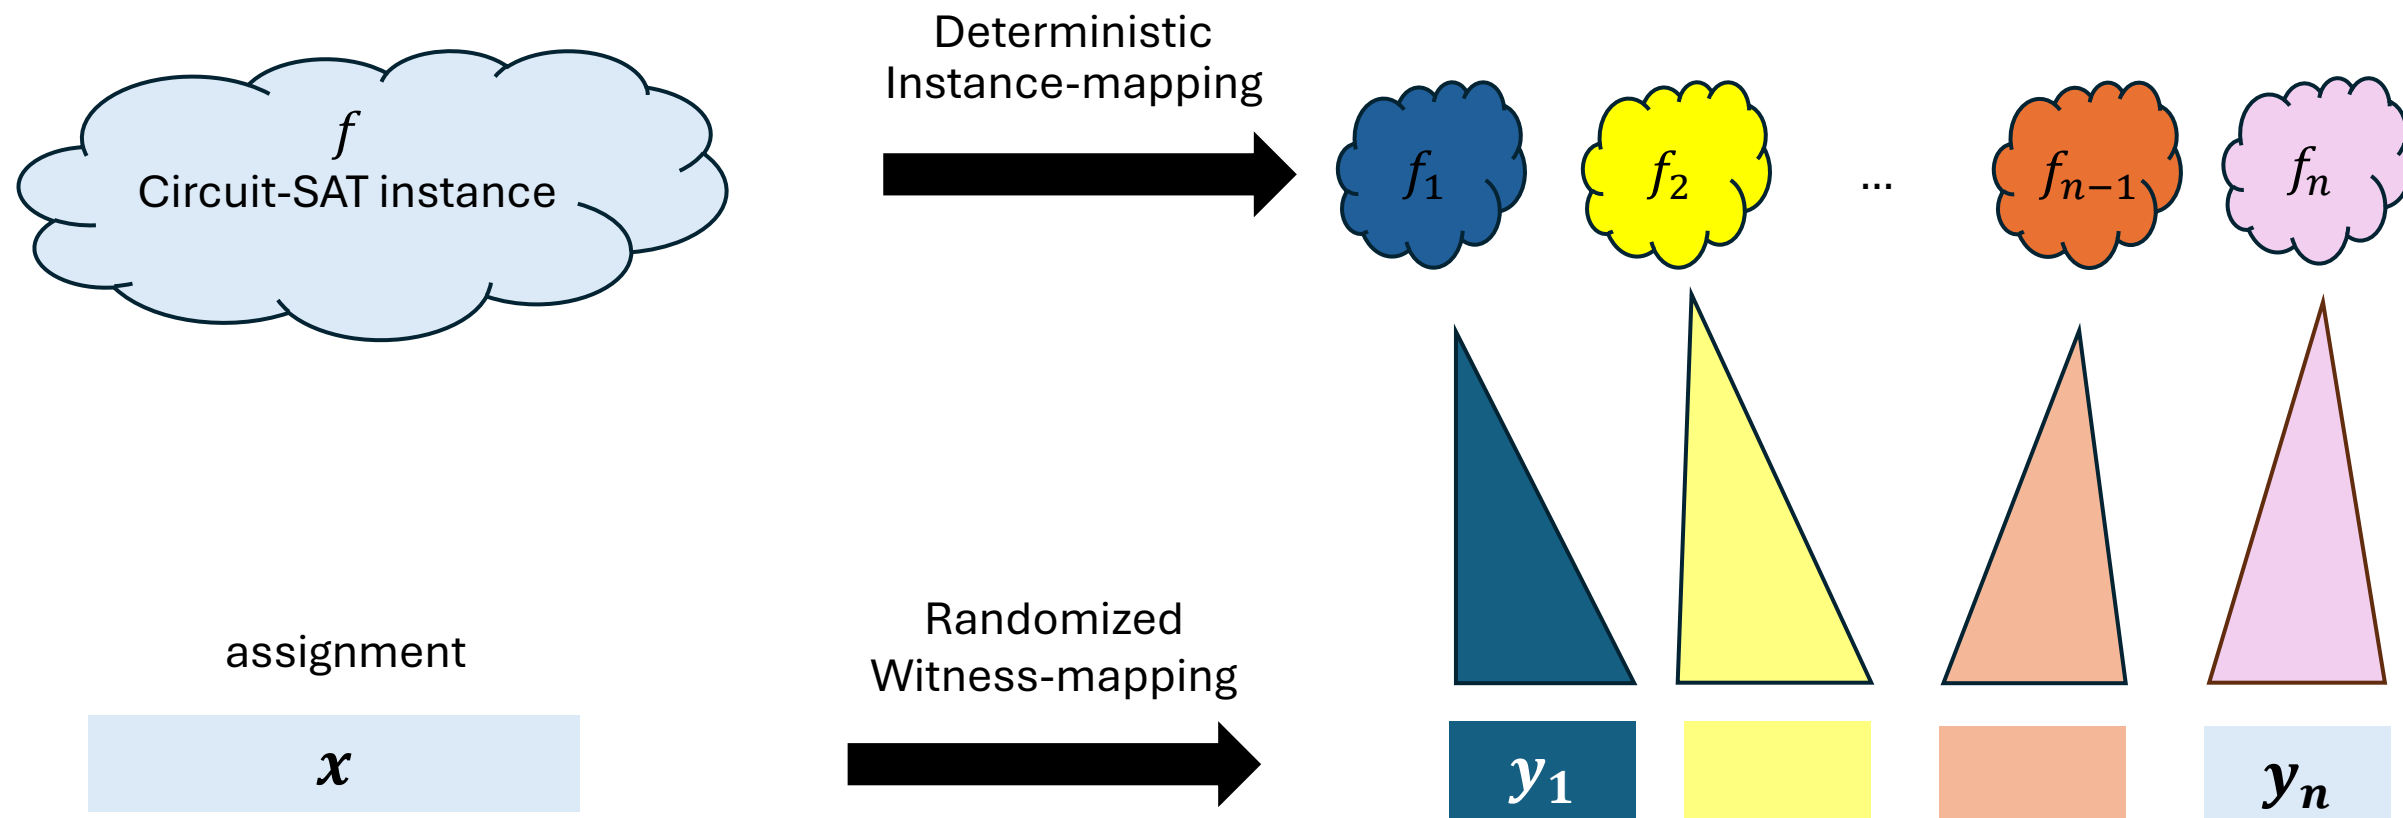 Deterministic
Instance-mapping
f
Circuit-SAT instance
f₁ f₂ ... fₙ₋₁ fₙ
Randomized
Witness-mapping
assignment
x
y₁ yₙ